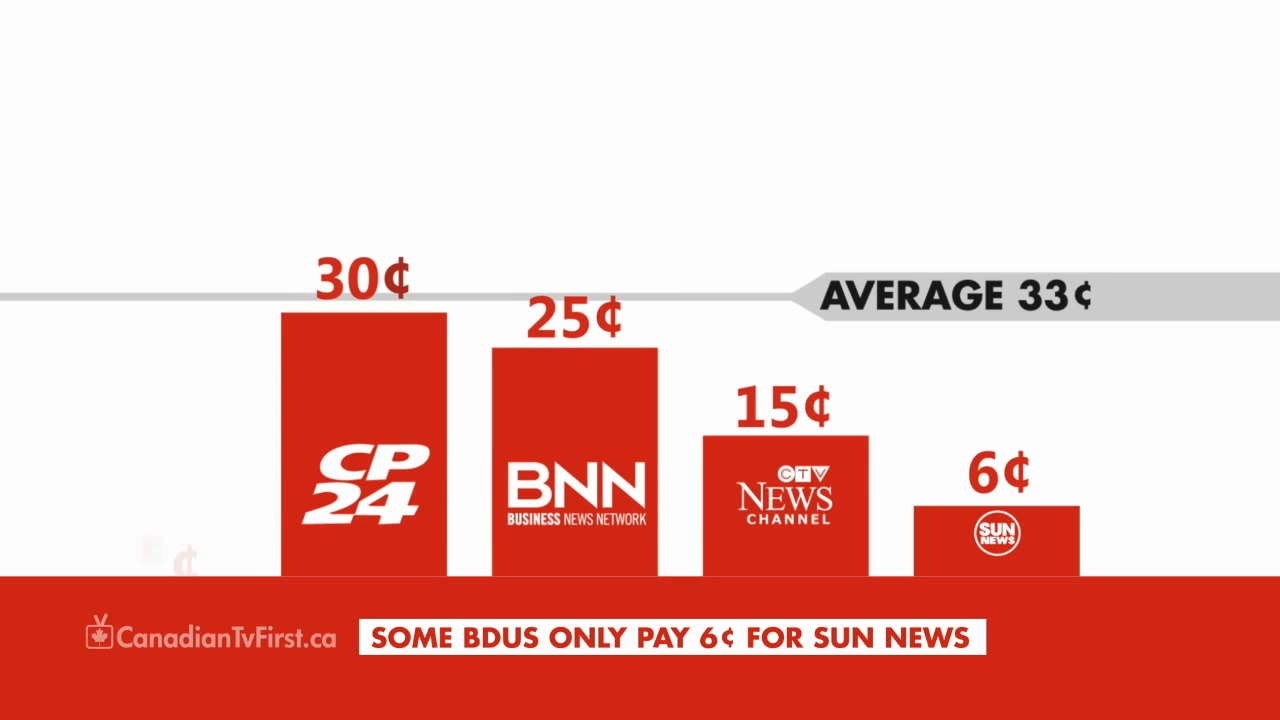 30¢
AVERAGE 33¢
25¢
15¢
6¢
CP
24
BNN
BUSINESS NEWS NETWORK
CTV
NEWS
CHANNEL
SUN
NEWS
¢
CanadianTvFirst.ca
SOME BDUS ONLY PAY 6¢ FOR SUN NEWS